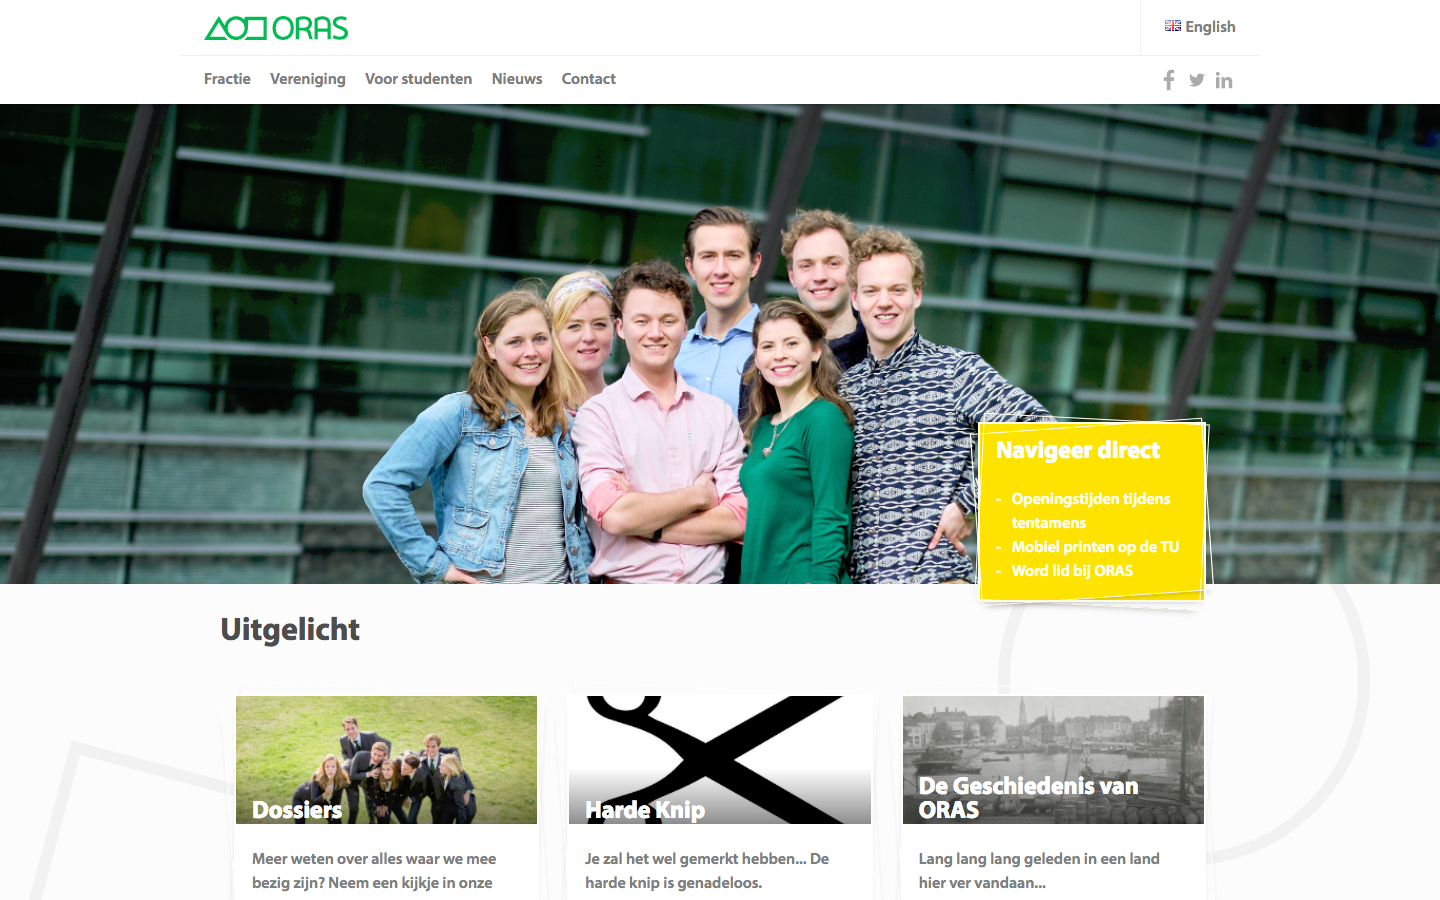 ORAS
English
Fractie Vereniging Voor studenten Nieuws Contact
Navigeer direct
- Openingstijden tijdens
tentamens
- Mobiel printen op de TU
- Word lid bij ORAS
Uitgelicht
Dossiers
Meer weten over alles waar we mee
bezig zijn? Neem een kijkje in onze
Harde Knip
Je zal het wel gemerkt hebben... De
harde knip is genadeloos.
De Geschiedenis van
ORAS
Lang lang lang geleden in een land
hier ver vandaan...